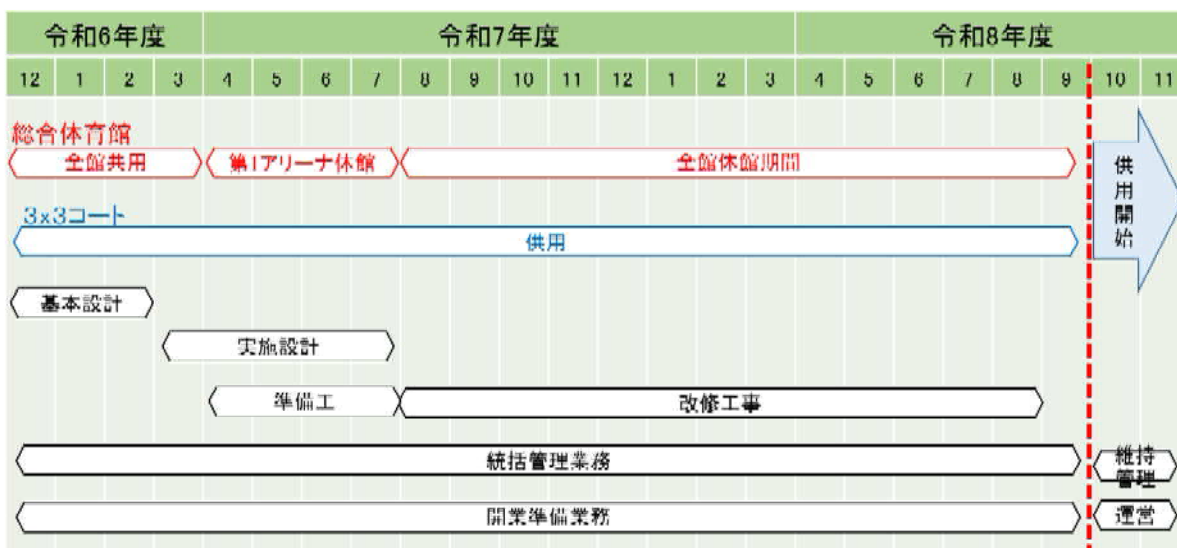 令和6年度 令和7年度 令和8年度
12 1 2 3 4 5 6 7 8 9 10 11 12 1 2 3 4 5 6 7 8 9 10 11
総合体育館
全館共用 第1アリーナ休館 全館休館期間
供用開始
3x3コート
供用
基本設計
実施設計
準備工 改修工事
統括管理業務 維持管理
開業準備業務 運営